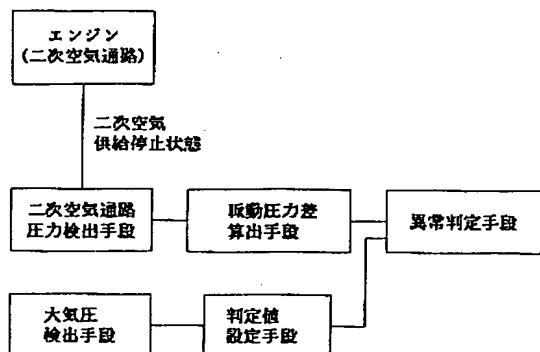 エンジン
(二次空気通路)
二次空気
供給停止状態
二次空気通路
圧力検出手段
脈動圧力差
算出手段
異常判定手段
大気圧
検出手段
判定値
設定手段